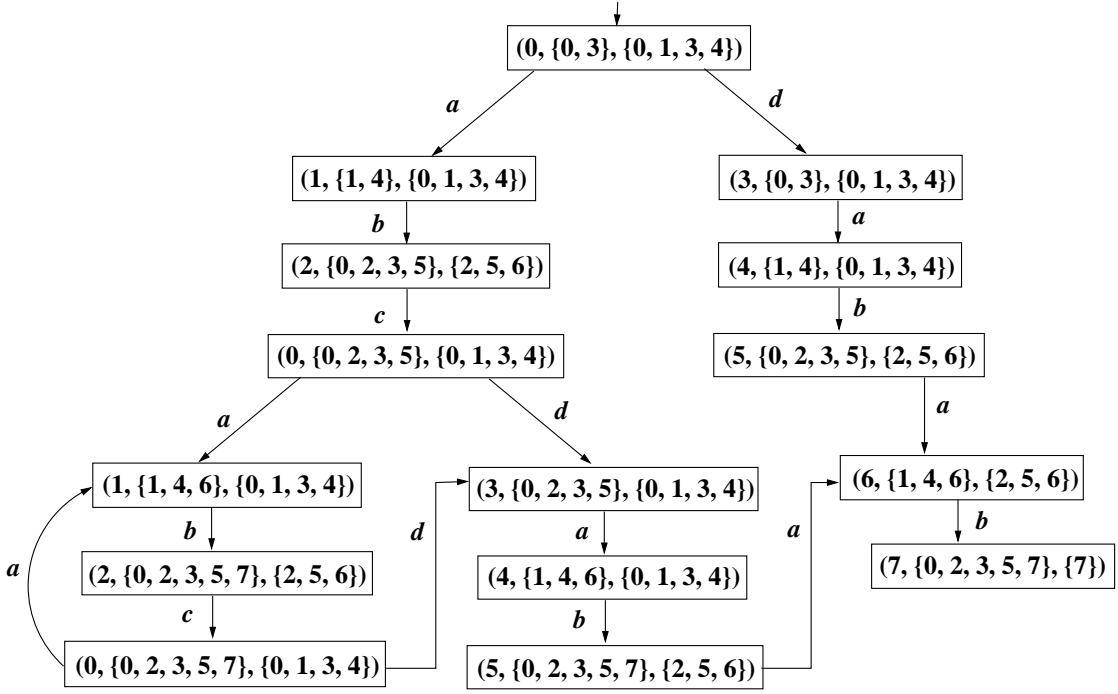 (0, {0, 3}, {0, 1, 3, 4})
a
d
(1, {1, 4}, {0, 1, 3, 4})
(3, {0, 3}, {0, 1, 3, 4})
b
a
(2, {0, 2, 3, 5}, {2, 5, 6})
(4, {1, 4}, {0, 1, 3, 4})
c
b
(0, {0, 2, 3, 5}, {0, 1, 3, 4})
(5, {0, 2, 3, 5}, {2, 5, 6})
a
d
a
(1, {1, 4, 6}, {0, 1, 3, 4})
(3, {0, 2, 3, 5}, {0, 1, 3, 4})
(6, {1, 4, 6}, {2, 5, 6})
b
d
a
a
b
a
(2, {0, 2, 3, 5, 7}, {2, 5, 6})
(4, {1, 4, 6}, {0, 1, 3, 4})
(7, {0, 2, 3, 5, 7}, {7})
c
b
(0, {0, 2, 3, 5, 7}, {0, 1, 3, 4})
(5, {0, 2, 3, 5, 7}, {2, 5, 6})